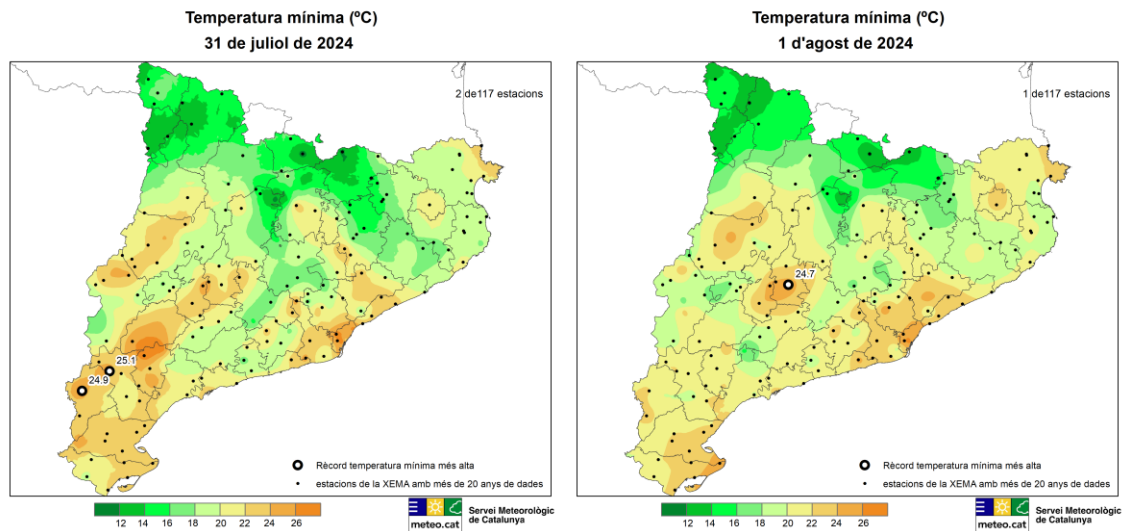 Temperatura mínima (ºC)
31 de juliol de 2024
2 de117 estacions
25.1
24.9
Rècord temperatura mínima més alta
estacions de la XEMA amb més de 20 anys de dades
12 14 16 18 20 22 24 26
meteo.cat
Servei Meteorològic
de Catalunya
Temperatura mínima (ºC)
1 d'agost de 2024
1 de117 estacions
24.7
Rècord temperatura mínima més alta
estacions de la XEMA amb més de 20 anys de dades
12 14 16 18 20 22 24 26
meteo.cat
Servei Meteorològic
de Catalunya